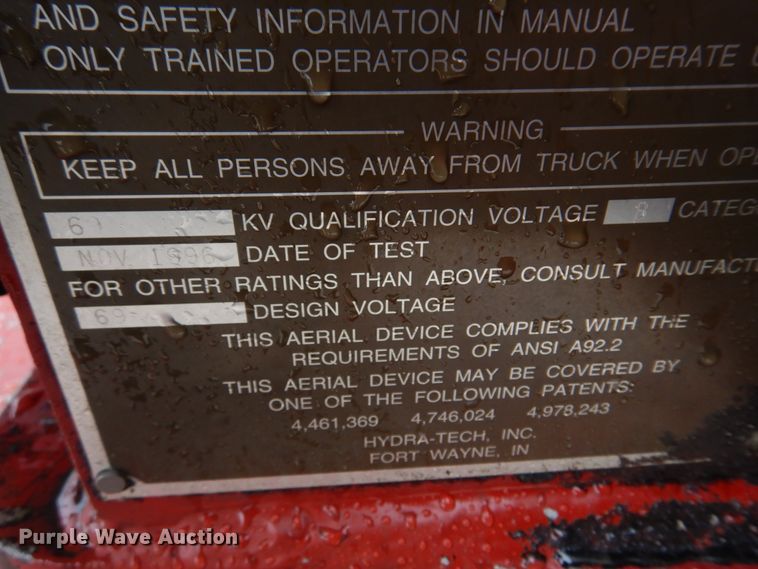 AND SAFETY INFORMATION IN MANUAL
ONLY TRAINED OPERATORS SHOULD OPERATE
WARNING
KEEP ALL PERSONS AWAY FROM TRUCK WHEN
KV QUALIFICATION VOLTAGE
NOV 1996 DATE OF TEST
FOR OTHER RATINGS THAN ABOVE, CONSULT
69 DESIGN VOLTAGE
THIS AERIAL DEVICE COMPLIES WITH THE
REQUIREMENTS OF ANSI A92.2
THIS AERIAL DEVICE MAY BE COVERED BY
ONE OF THE FOLLOWING PATENTS:
4,461,369 4,746,024 4,978,243
HYDRA-TECH, INC.
FORT WAYNE, IN
Purple Wave Auction